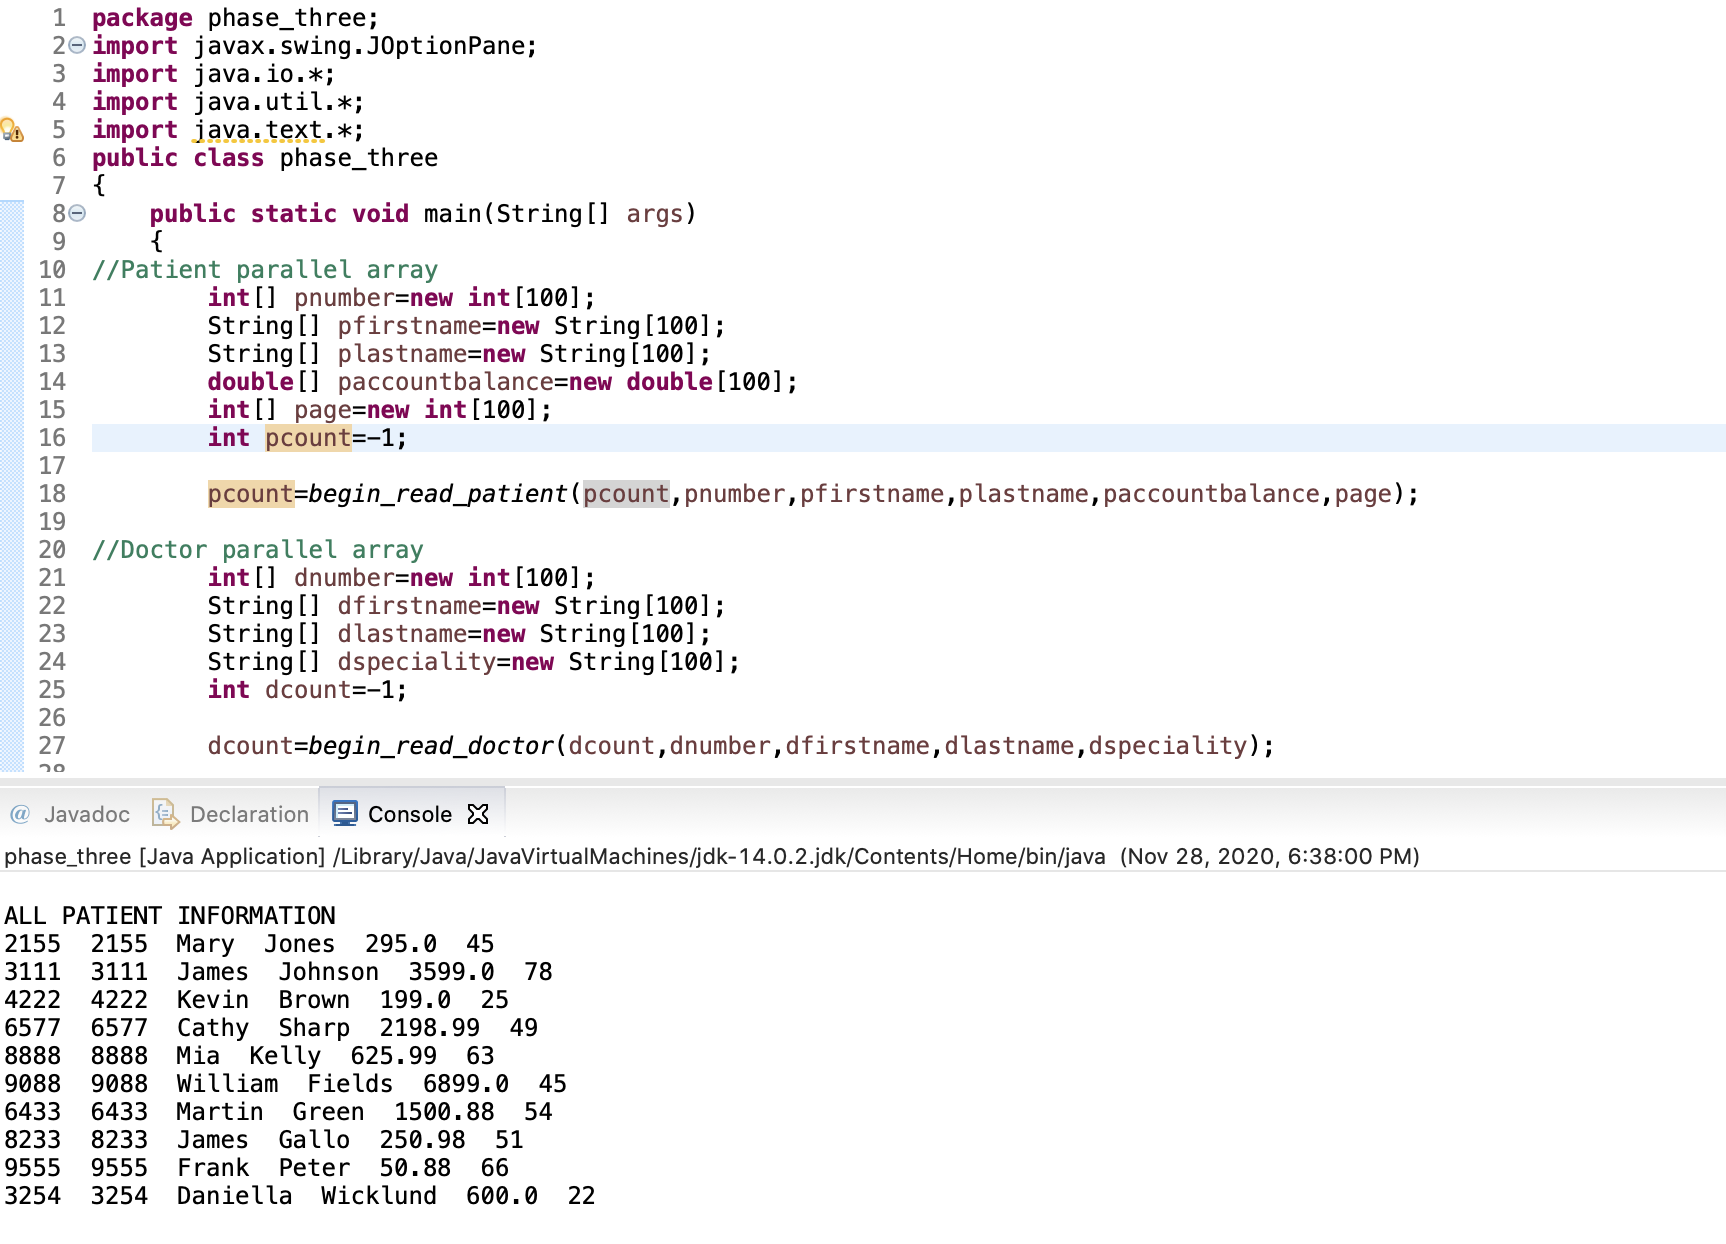 1 package phase_three;
2 import javax.swing.JOptionPane;
3 import java.io.*;
4 import java.util.*;
5 import java.text.*;
6 public class phase_three
7 {
8 public static void main(String[] args)
9 {
10 //Patient parallel array
11 int[] pnumber=new int[100];
12 String[] pfirstname=new String[100];
13 String[] plastname=new String[100];
14 double[] paccountbalance=new double[100];
15 int[] page=new int[100];
16 int pcount=-1;
17
18 pcount=begin_read_patient(pcount,pnumber,pfirstname,plastname,paccountbalance,page);
19
20 //Doctor parallel array
21 int[] dnumber=new int[100];
22 String[] dfirstname=new String[100];
23 String[] dlastname=new String[100];
24 String[] dspeciality=new String[100];
25 int dcount=-1;
26
27 dcount=begin_read_doctor(dcount,dnumber,dfirstname,dlastname,dspeciality);
28
@ Javadoc Declaration Console
phase_three [Java Application] /Library/Java/JavaVirtualMachines/jdk-14.0.2.jdk/Contents/Home/bin/java (Nov 28, 2020, 6:38:00 PM)
ALL PATIENT INFORMATION
2155 2155 Mary Jones 295.0 45
3111 3111 James Johnson 3599.0 78
4222 4222 Kevin Brown 199.0 25
6577 6577 Cathy Sharp 2198.99 49
8888 8888 Mia Kelly 625.99 63
9088 9088 William Fields 6899.0 45
6433 6433 Martin Green 1500.88 54
8233 8233 James Gallo 250.98 51
9555 9555 Frank Peter 50.88 66
3254 3254 Daniella Wicklund 600.0 22